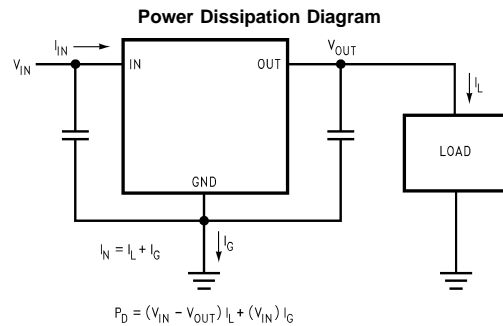 Power Dissipation Diagram
I_IN
V_OUT
V_IN
IN
OUT
I_L
LOAD
GND
I_N = I_L + I_G
I_G
P_D = (V_IN − V_OUT) I_L + (V_IN) I_G